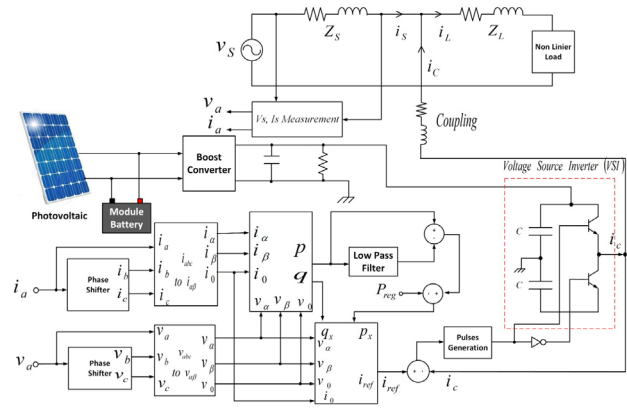 Z_S
i_S
i_L
Z_L
v_S
Non Linier
Load
i_C
v_a
i_a
Vs, Is Measurement
Coupling
Boost
Converter
Voltage Source Inverter (VSI)
Photovoltaic
Module
Battery
C
C
i_c
i_a
i_b
i_c
i_abc
to i_αβ
i_α
i_β
i_0
i_α
i_β
i_0
p
q
v_α
v_β
v_0
Low Pass
Filter
+
-
P_reg
- +
i_a
Phase
Shifter
v_a
Phase
Shifter
v_a
v_b
v_c
v_b
v_c
v_abc
to v_αβ
v_α
v_β
v_0
q_x
p_x
v_α
v_β
v_0
i_0
i_ref
i_ref
+ -
i_c
Pulses
Generation